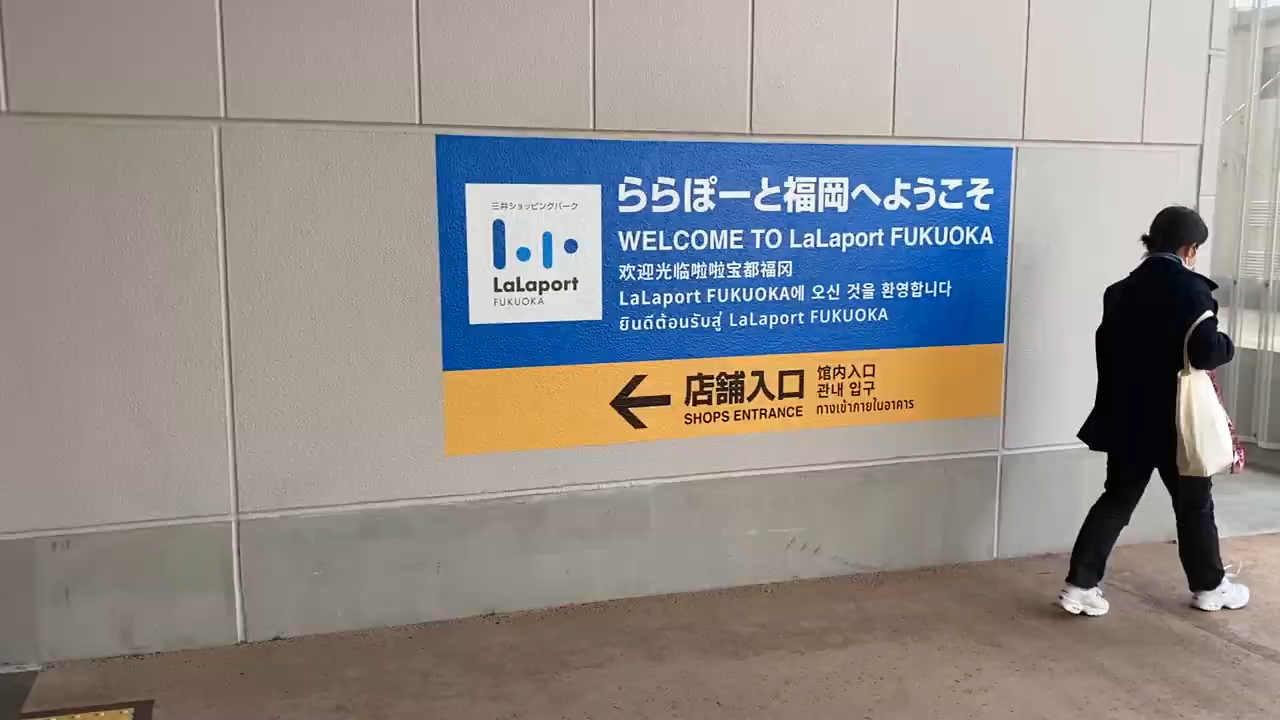 三井ショッピングパーク
LaLaport
FUKUOKA
ららぽーと福岡へようこそ
WELCOME TO LaLaport FUKUOKA
欢迎光临啦啦宝都福冈
LaLaport FUKUOKA에 오신 것을 환영합니다
ยินดีต้อนรับสู่ LaLaport FUKUOKA
店舗入口
SHOPS ENTRANCE
馆内入口
관내 입구
ทางเข้าภายในอาคาร